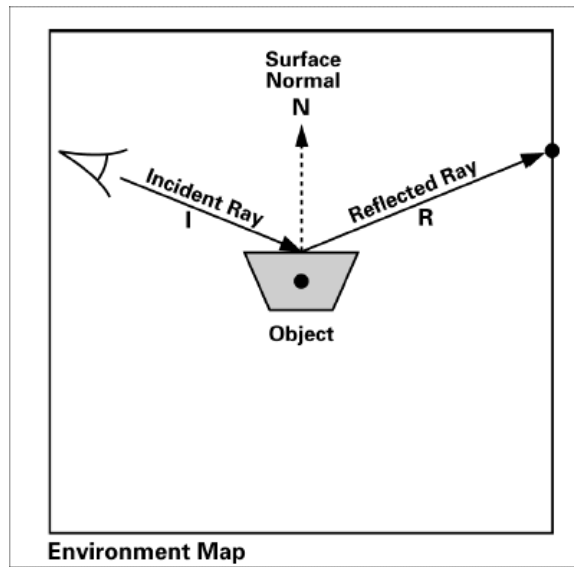 Surface
Normal
N
Incident Ray
I
Reflected Ray
R
Object
Environment Map